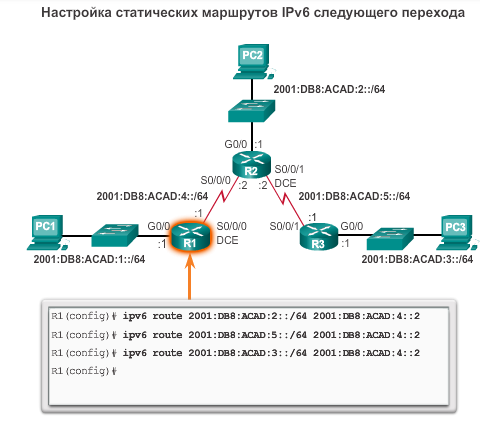 Настройка статических маршрутов IPv6 следующего перехода
PC2
2001:DB8:ACAD:2::/64
G0/0 :1
R2
S0/0/0 :2
:2 S0/0/1
DCE
2001:DB8:ACAD:4::/64
2001:DB8:ACAD:5::/64
:1
:1
PC1
G0/0
:1
R1
S0/0/0
DCE
S0/0/1
R3
G0/0
:1
PC3
2001:DB8:ACAD:1::/64
2001:DB8:ACAD:3::/64
R1(config)# ipv6 route 2001:DB8:ACAD:2::/64 2001:DB8:ACAD:4::2
R1(config)# ipv6 route 2001:DB8:ACAD:5::/64 2001:DB8:ACAD:4::2
R1(config)# ipv6 route 2001:DB8:ACAD:3::/64 2001:DB8:ACAD:4::2
R1(config)#